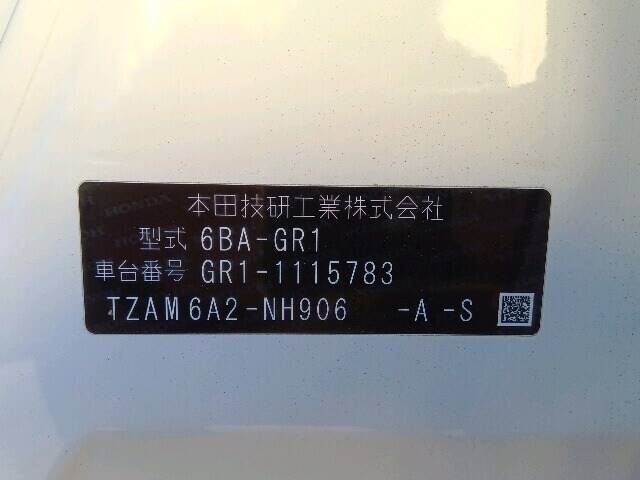 本田技研工業株式会社
型式 6BA-GR1
車台番号 GR1-1115783
TZAM6A2-NH906 -A -S